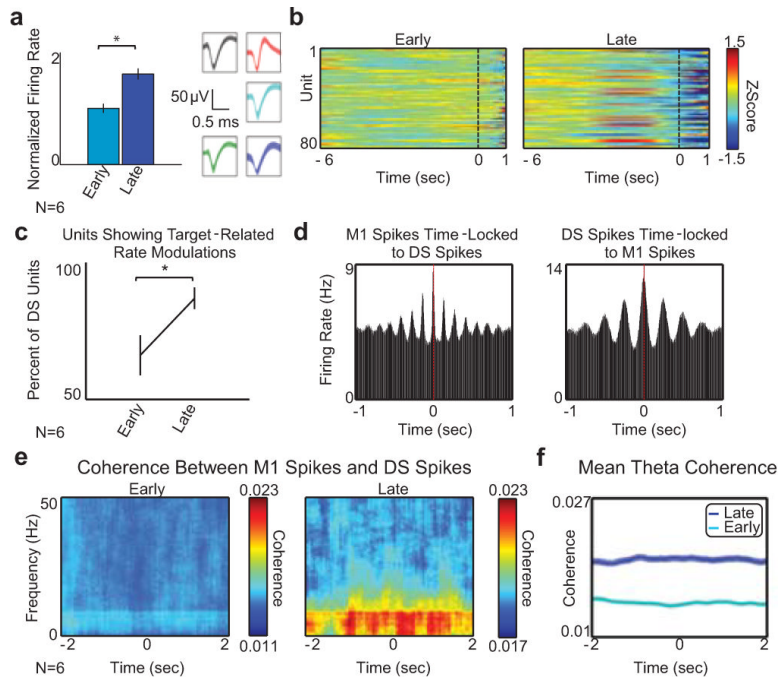 a
Normalized Firing Rate
2
0
*
Early
Late
N=6
50 µV
0.5 ms
b
Early
Late
Unit
1
80
- 6
0
1
- 6
0
1
Time (sec)
Time (sec)
1.5
-1.5
Z-Score
c
Units Showing Target-Related
Rate Modulations
Percent of DS Units
100
50
*
Early
Late
N=6
d
M1 Spikes Time-Locked
to DS Spikes
DS Spikes Time-locked
to M1 Spikes
Firing Rate (Hz)
9
0
-1
0
1
Time (sec)
14
0
-1
0
1
Time (sec)
e
Coherence Between M1 Spikes and DS Spikes
Early
Late
Frequency (Hz)
50
0
-2
0
2
Time (sec)
0.023
0.011
Coherence
-2
0
2
Time (sec)
0.023
0.017
Coherence
N=6
f
Mean Theta Coherence
Coherence
0.027
0.01
Late
Early
-2
0
2
Time (sec)